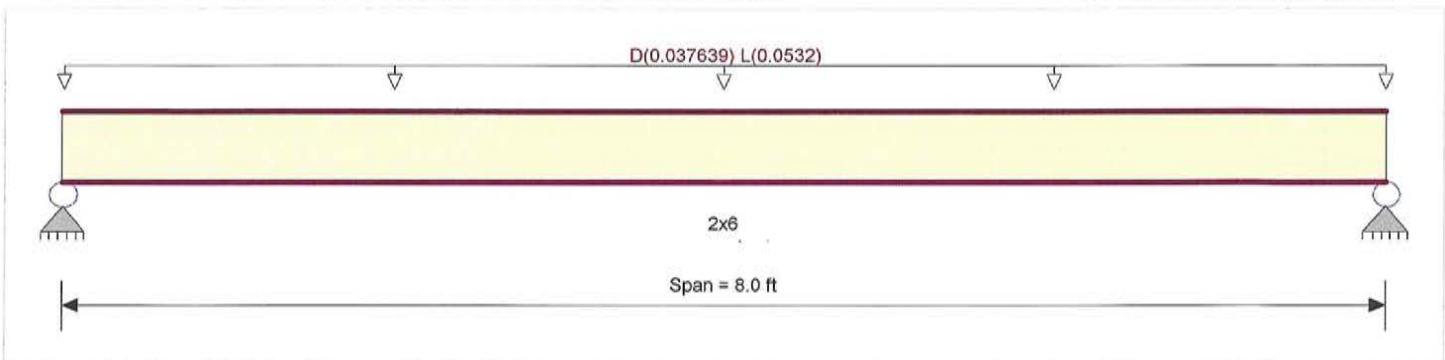 D(0.037639) L(0.0532)
2x6
Span = 8.0 ft